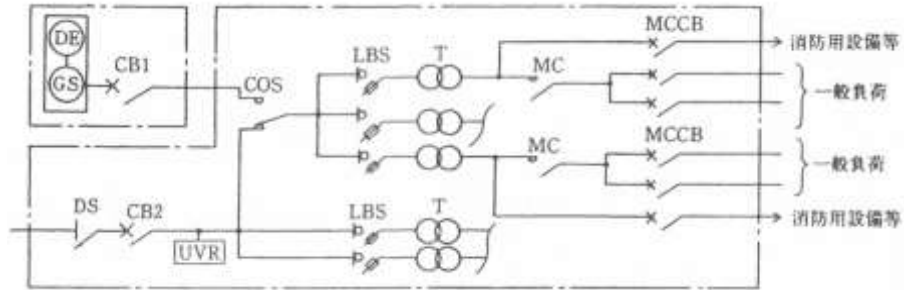 DE
GS
CB1
COS
LBS
T
MC
MCCB
消防用設備等
一般負荷
MC
MCCB
一般負荷
DS
CB2
UVR
LBS
T
消防用設備等